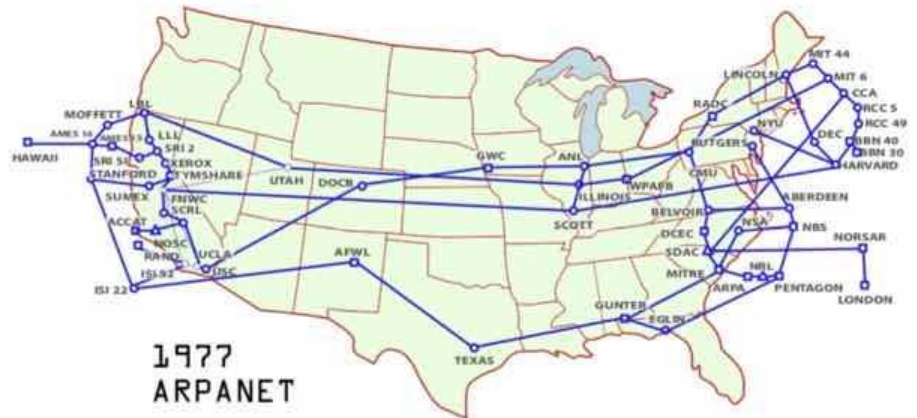 MIT 44
LINCOLN
MIT 6
CCA
RADC
RCC 5
LBL
MOFFETT
NYU
RCC 49
LLL
DEC
RUTGERS
BBN 40
HAWAII
SRI 2
BBN 30
SRI 51
XEROX
GWC
ANL
HARVARD
STANFORD
TYMSHARE
UTAH
DOCB
WPAFB
CMU
SUMEX
FNWC
ILLINOIS
ABERDEEN
SCRL
SCOTT
BELVOIR
ACCAT
NSA
NBS
NOSC
DCEC
RAND
UCLA
AFWL
SDAC
NORSAR
ISI52
USC
MITRE
NRL
ISI 22
ARPA
PENTAGON
LONDON
GUNTER
EGLIN
TEXAS
1977
ARPANET